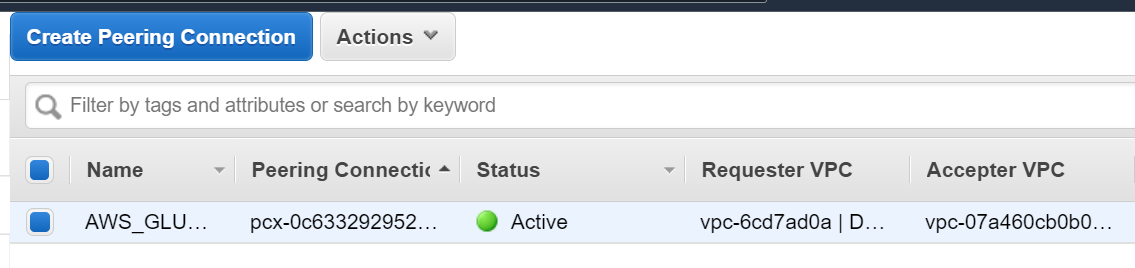 Create Peering Connection Actions
Filter by tags and attributes or search by keyword
Name Peering Connectic Status Requester VPC Accepter VPC
AWS_GLU... pcx-0c633292952... Active vpc-6cd7ad0a | D... vpc-07a460cb0b0...